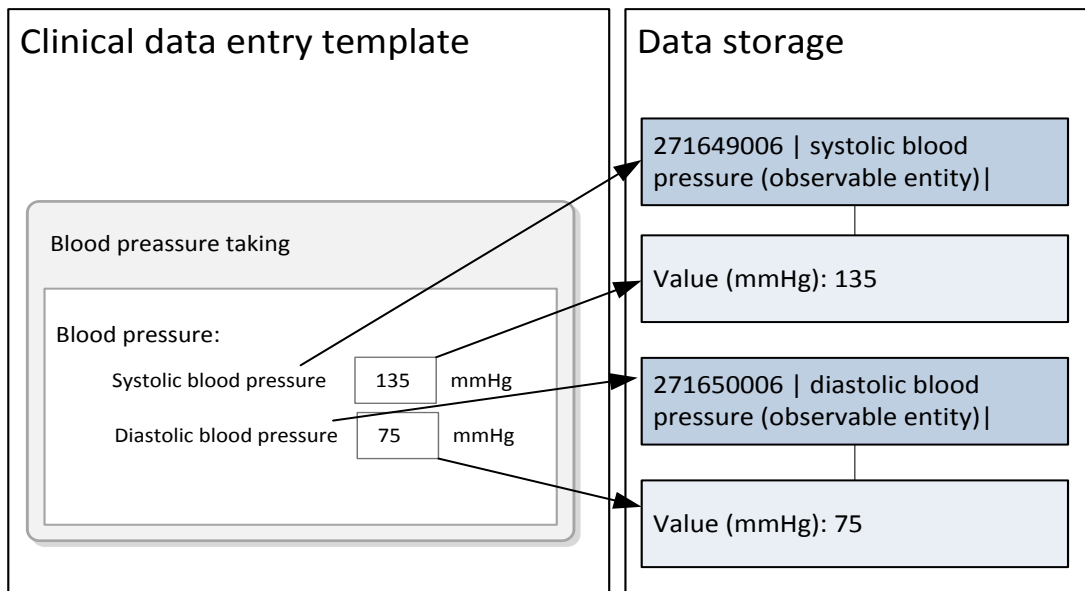 Clinical data entry template
Blood preassure taking
Blood pressure:
Systolic blood pressure 135 mmHg
Diastolic blood pressure 75 mmHg
Data storage
271649006 | systolic blood
pressure (observable entity)|
Value (mmHg): 135
271650006 | diastolic blood
pressure (observable entity)|
Value (mmHg): 75